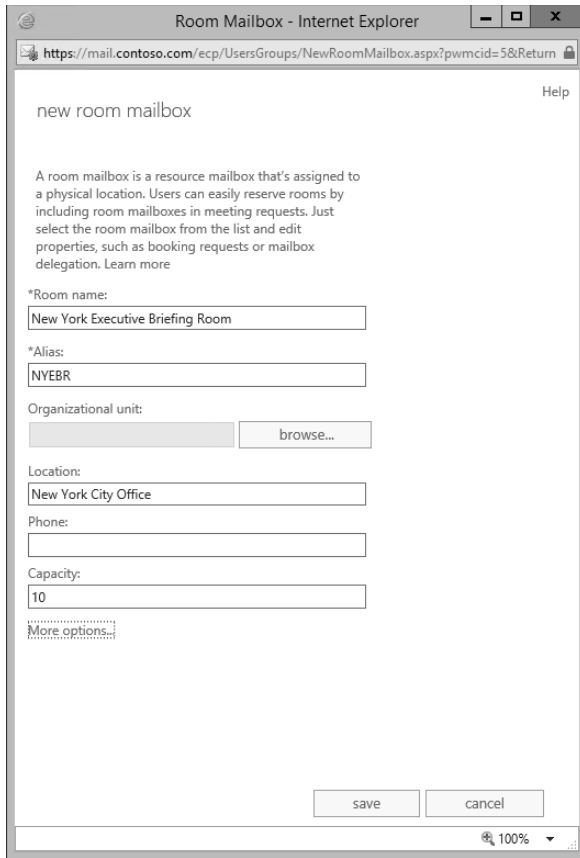 Room Mailbox - Internet Explorer
https://mail.contoso.com/ecp/UsersGroups/NewRoomMailbox.aspx?pwmcid=5&Return
Help
new room mailbox
A room mailbox is a resource mailbox that's assigned to
a physical location. Users can easily reserve rooms by
including room mailboxes in meeting requests. Just
select the room mailbox from the list and edit
properties, such as booking requests or mailbox
delegation. Learn more
*Room name:
New York Executive Briefing Room
*Alias:
NYEBR
Organizational unit:
browse...
Location:
New York City Office
Phone:
Capacity:
10
More options...
save cancel
100%